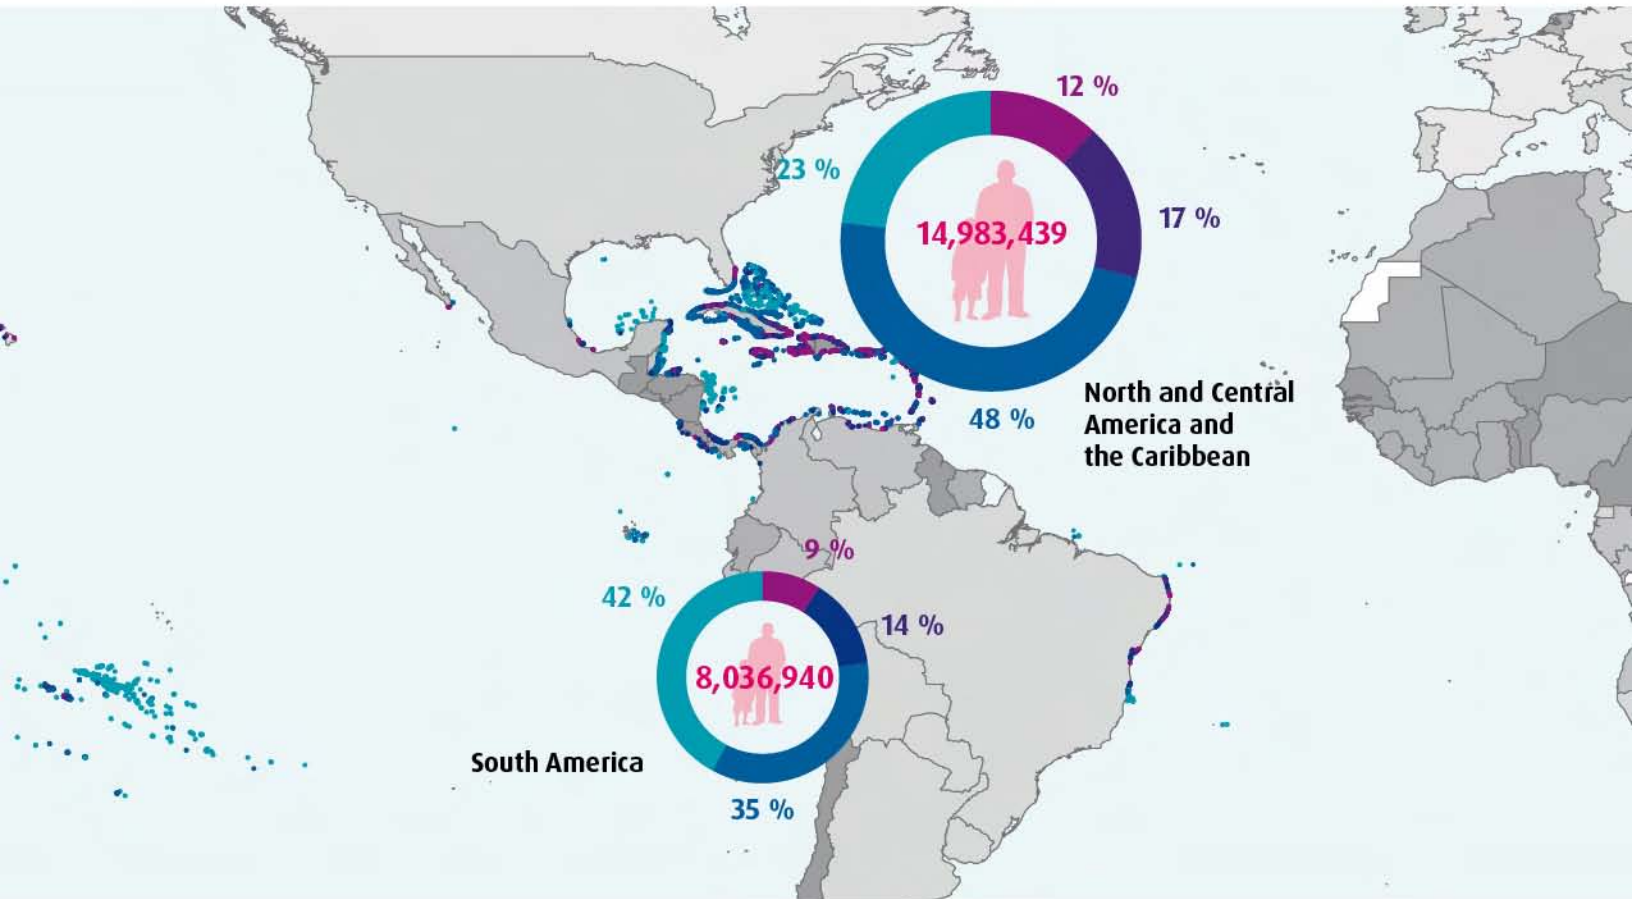 12 %
23 %
14,983,439
17 %
48 %
North and Central
America and
the Caribbean
9 %
42 %
14 %
8,036,940
South America
35 %